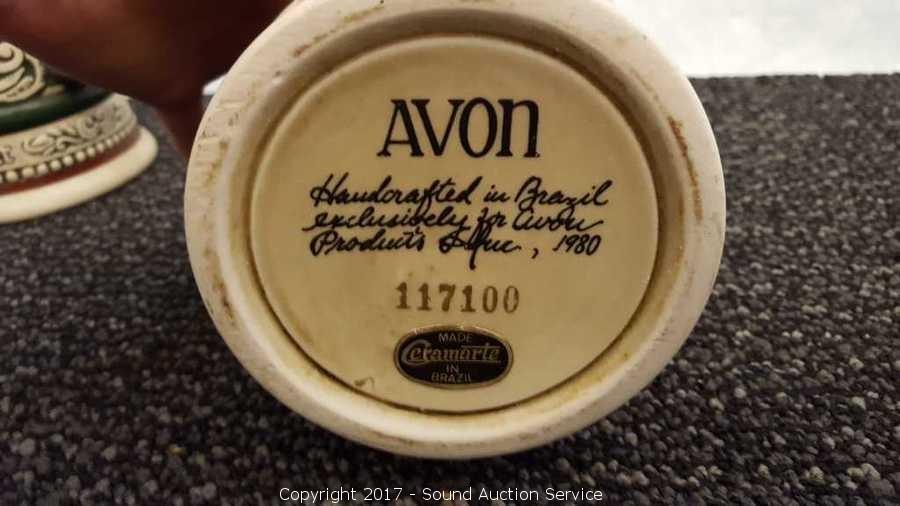 AVON
Handcrafted in Brazil
exclusively for Avon
Products Inc, 1980
117100
MADE
Ceramarte
IN
BRAZIL
Copyright 2017 - Sound Auction Service